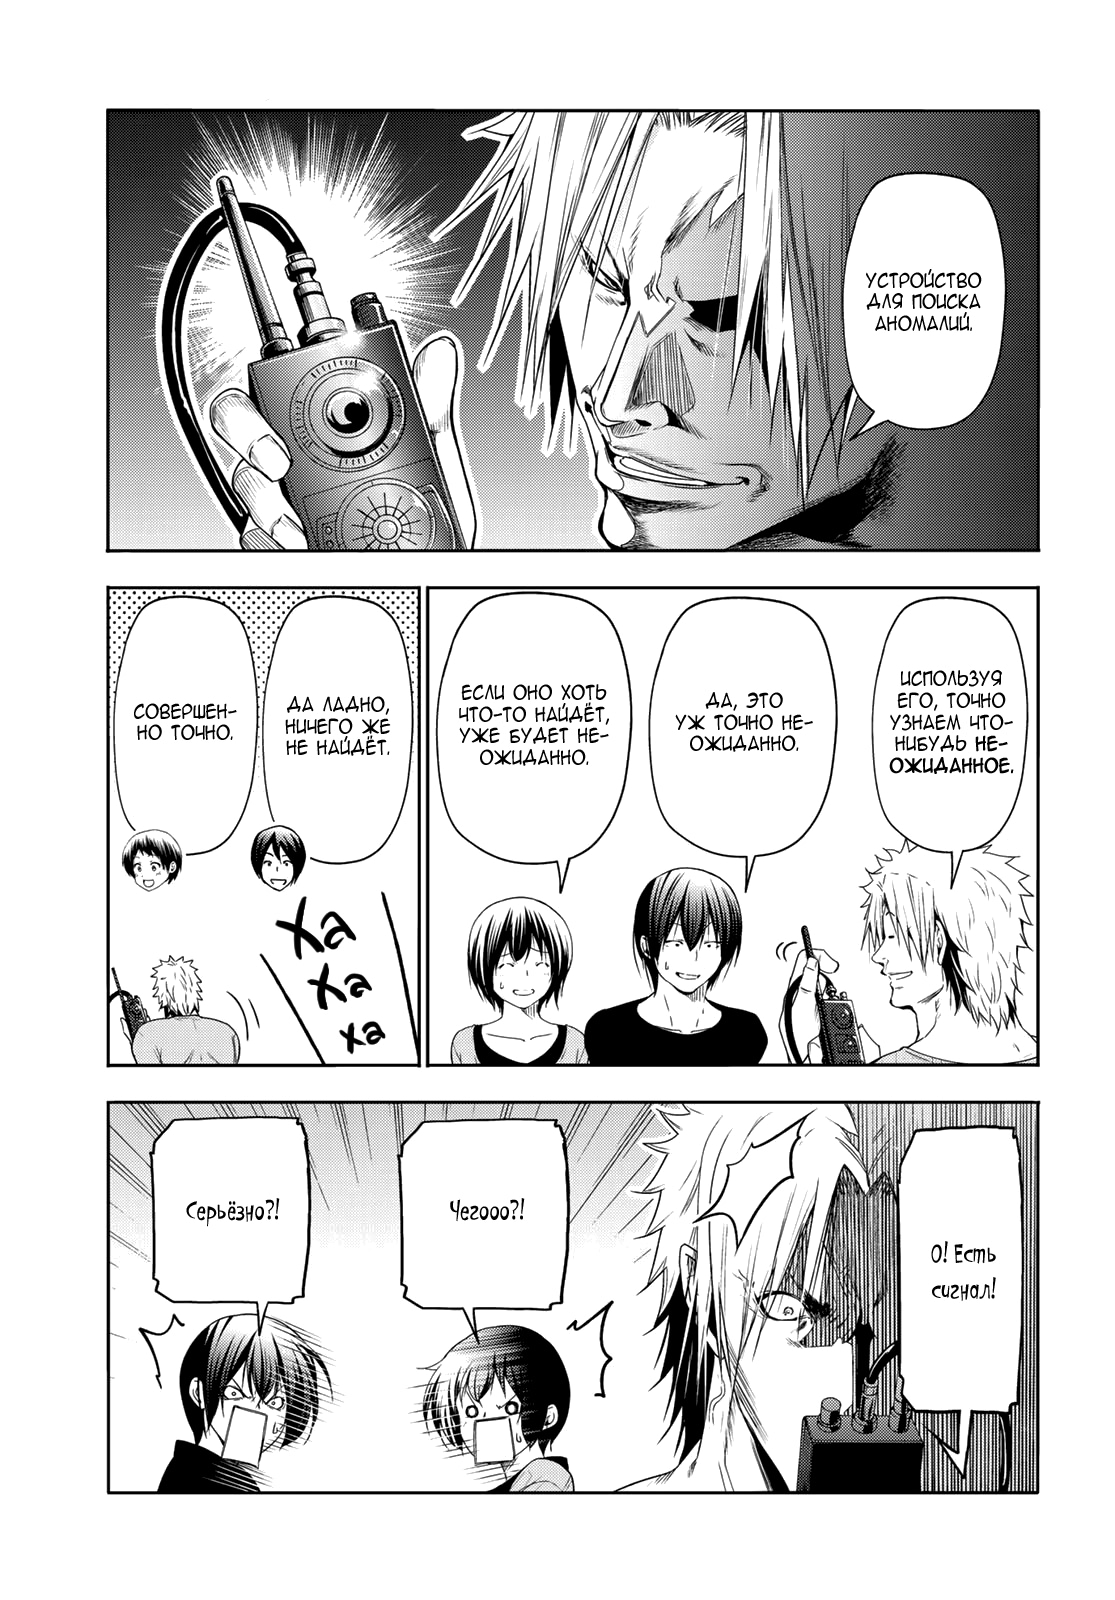 УСТРОЙСТВО
ДЛЯ ПОИСКА
АНОМАЛИЙ.
ИСПОЛЬЗУЯ
ЕГО, ТОЧНО
УЗНАЕМ ЧТО-
НИБУДЬ НЕ-
ОЖИДАННОЕ.
ДА, ЭТО
УЖ ТОЧНО НЕ-
ОЖИДАННО.
ЕСЛИ ОНО ХОТЬ
ЧТО-ТО НАЙДЁТ,
УЖЕ БУДЕТ НЕ-
ОЖИДАННО.
ДА ЛАДНО,
НИЧЕГО ЖЕ
НЕ НАЙДЁТ.
СОВЕРШЕН-
НО ТОЧНО.
Ха
Ха
ха
О! Есть
сигнал!
Чегооо?!
Серьёзно?!